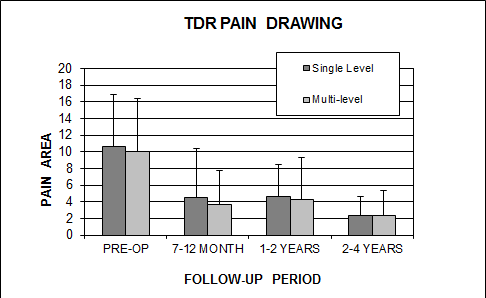 TDR PAIN DRAWING
Single Level
Multi-level
PAIN AREA
20
18
16
14
12
10
8
6
4
2
0
PRE-OP 7-12 MONTH 1-2 YEARS 2-4 YEARS
FOLLOW-UP PERIOD